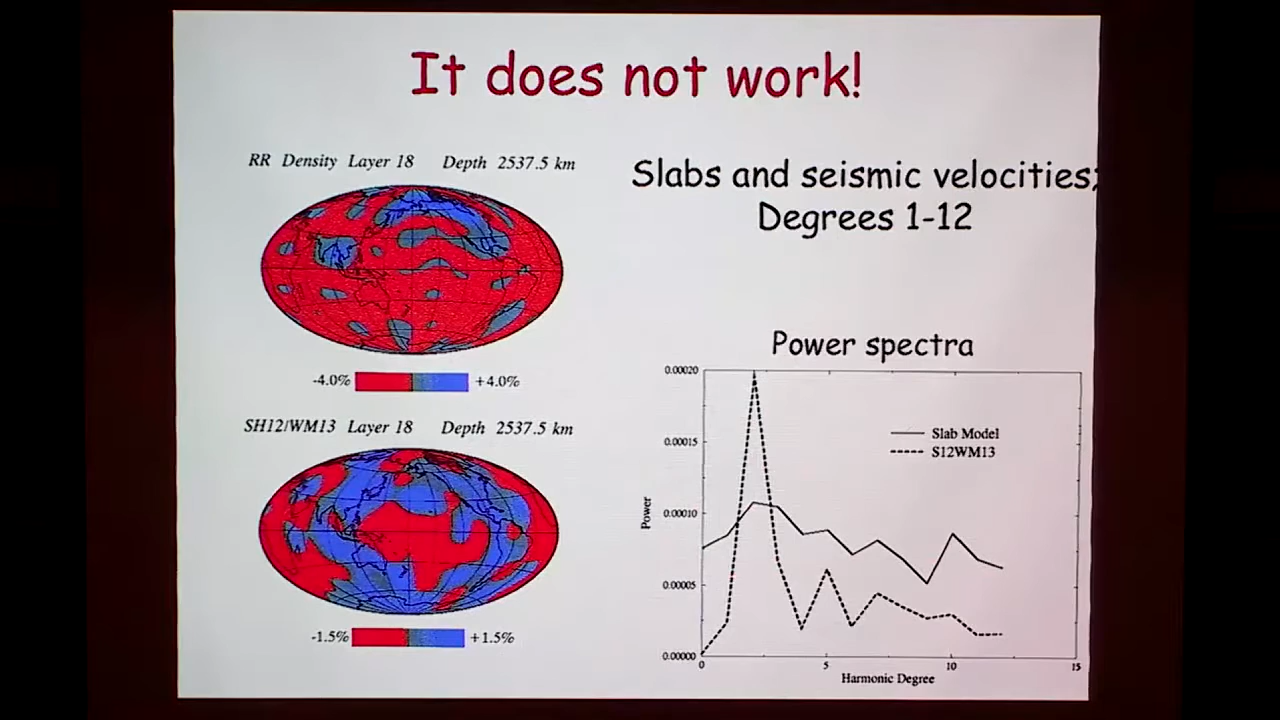 It does not work!
RR Density Layer 18 Depth 2537.5 km
-4.0% +4.0%
SH12/WM13 Layer 18 Depth 2537.5 km
-1.5% +1.5%
Slabs and seismic velocities;
Degrees 1-12
Power spectra
0.00020
0.00015
0.00010
0.00005
0.00000
Power
Slab Model
S12WM13
0 5 10 15
Harmonic Degree